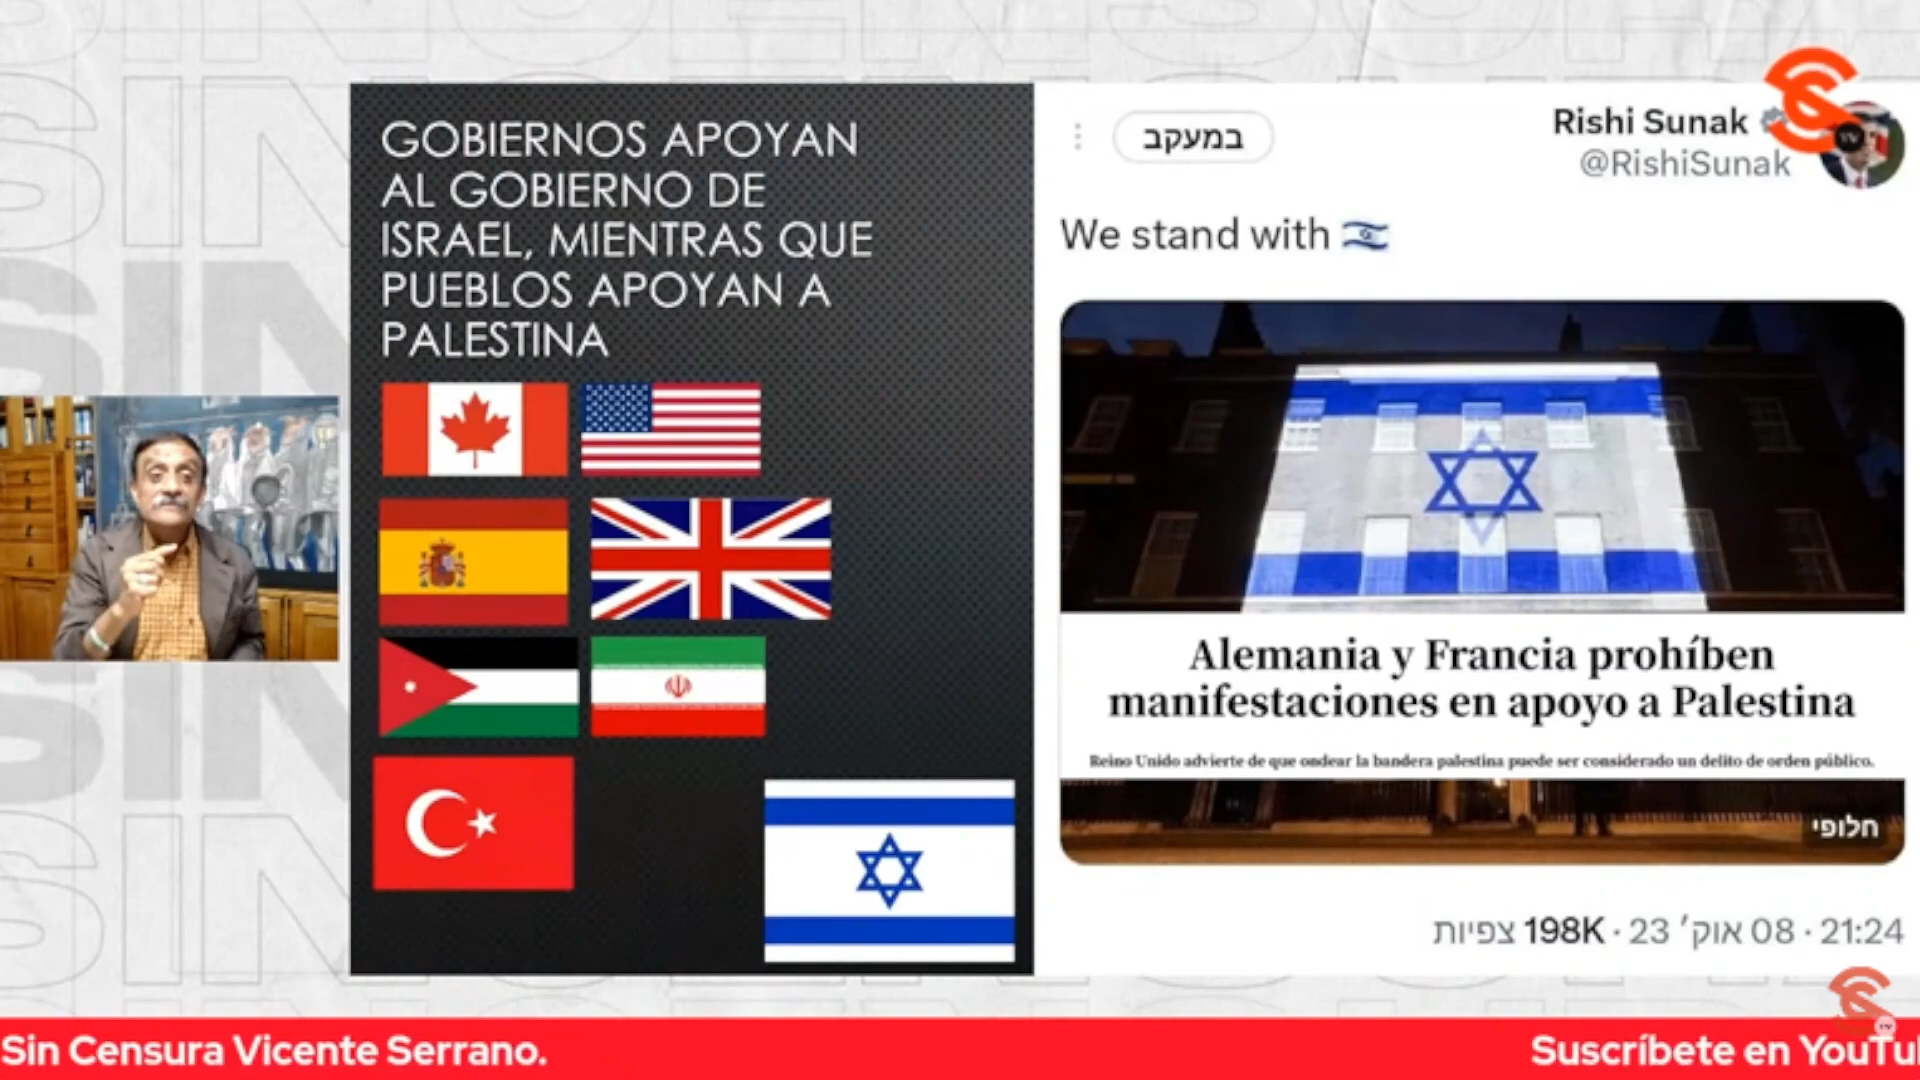 GOBIERNOS APOYAN
AL GOBIERNO DE
ISRAEL, MIENTRAS QUE
PUEBLOS APOYAN A
PALESTINA
במעקב
Rishi Sunak
@RishiSunak
We stand with 🇮🇱
Alemania y Francia prohíben
manifestaciones en apoyo a Palestina
Reino Unido advierte de que ondear la bandera palestina puede ser considerado un delito de orden público.
חלופי
21:24 · 08 אוק׳ 23 · 198K צפיות
Sin Censura Vicente Serrano.
Suscríbete en YouTu